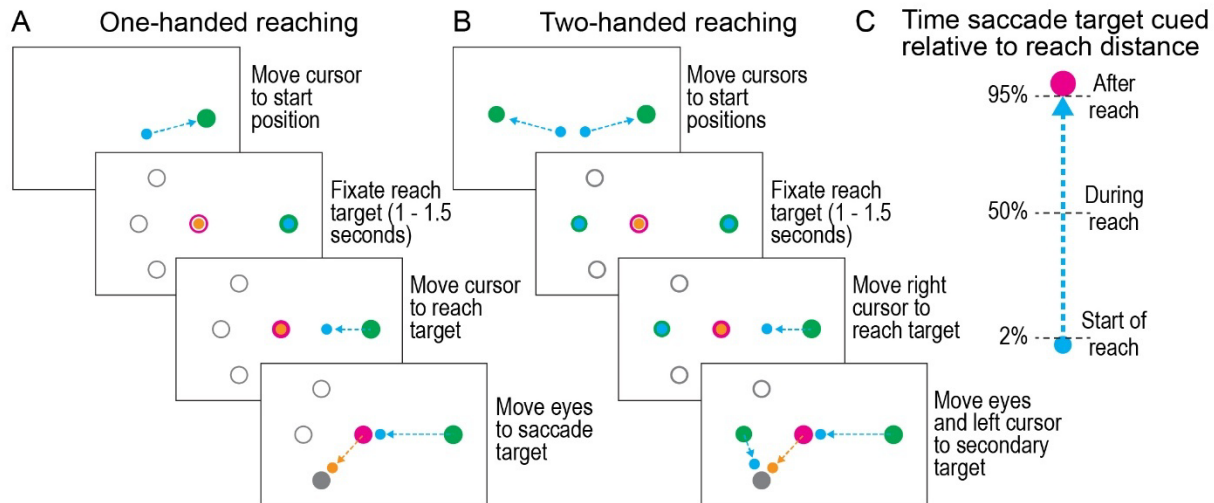 A One-handed reaching
Move cursor
to start
position
Fixate reach
target (1 - 1.5
seconds)
Move cursor
to reach
target
Move eyes
to saccade
target
B Two-handed reaching
Move cursors
to start
positions
Fixate reach
target (1 - 1.5
seconds)
Move right
cursor to
reach target
Move eyes
and left cursor
to secondary
target
C Time saccade target cued
relative to reach distance
95% After
reach
50% During
reach
2% Start of
reach